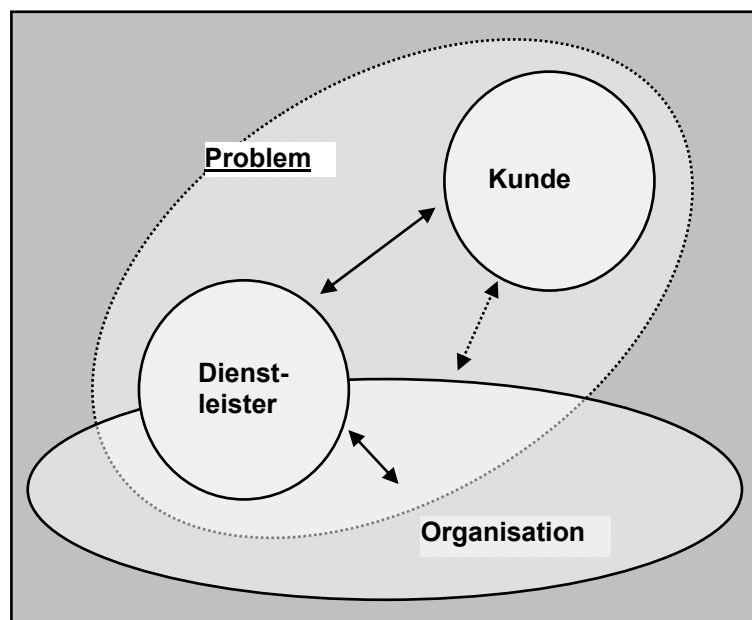 Problem
Kunde
Dienst-
leister
Organisation